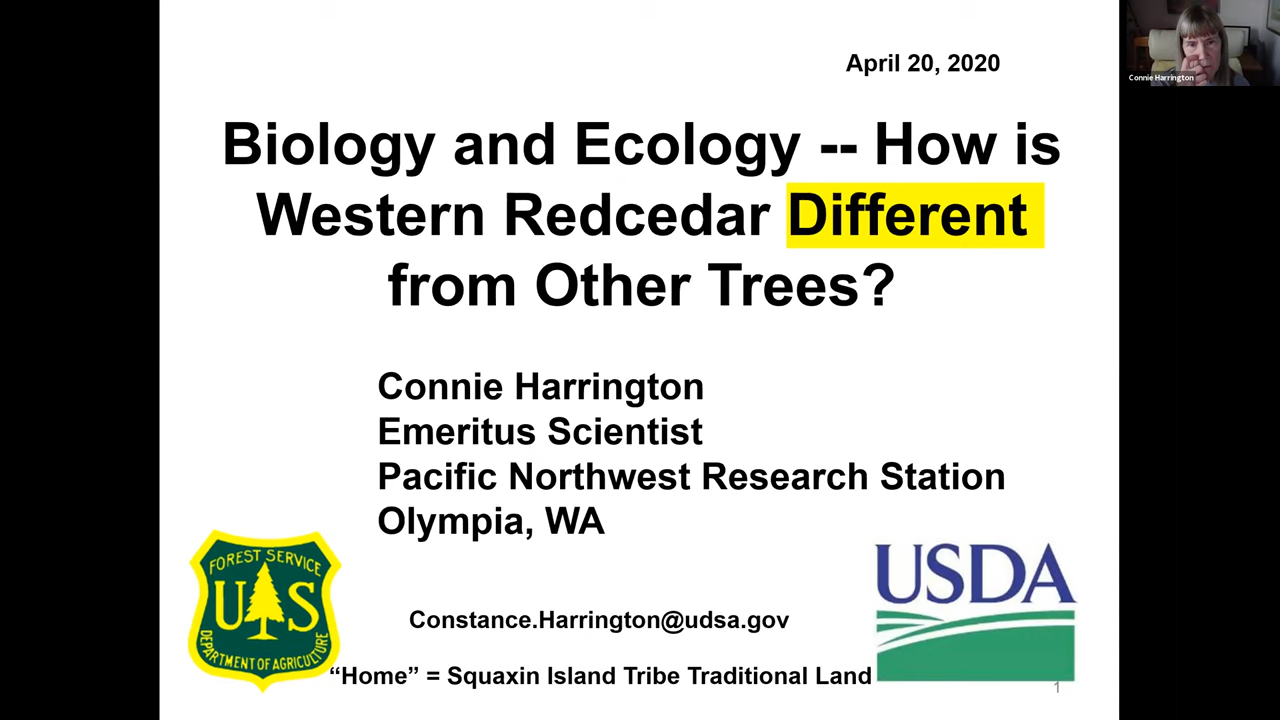 April 20, 2020
Connie Harrington
Biology and Ecology -- How is
Western Redcedar Different
from Other Trees?
Connie Harrington
Emeritus Scientist
Pacific Northwest Research Station
Olympia, WA
FOREST SERVICE
U S
DEPARTMENT OF AGRICULTURE
USDA
Constance.Harrington@udsa.gov
“Home” = Squaxin Island Tribe Traditional Land
1